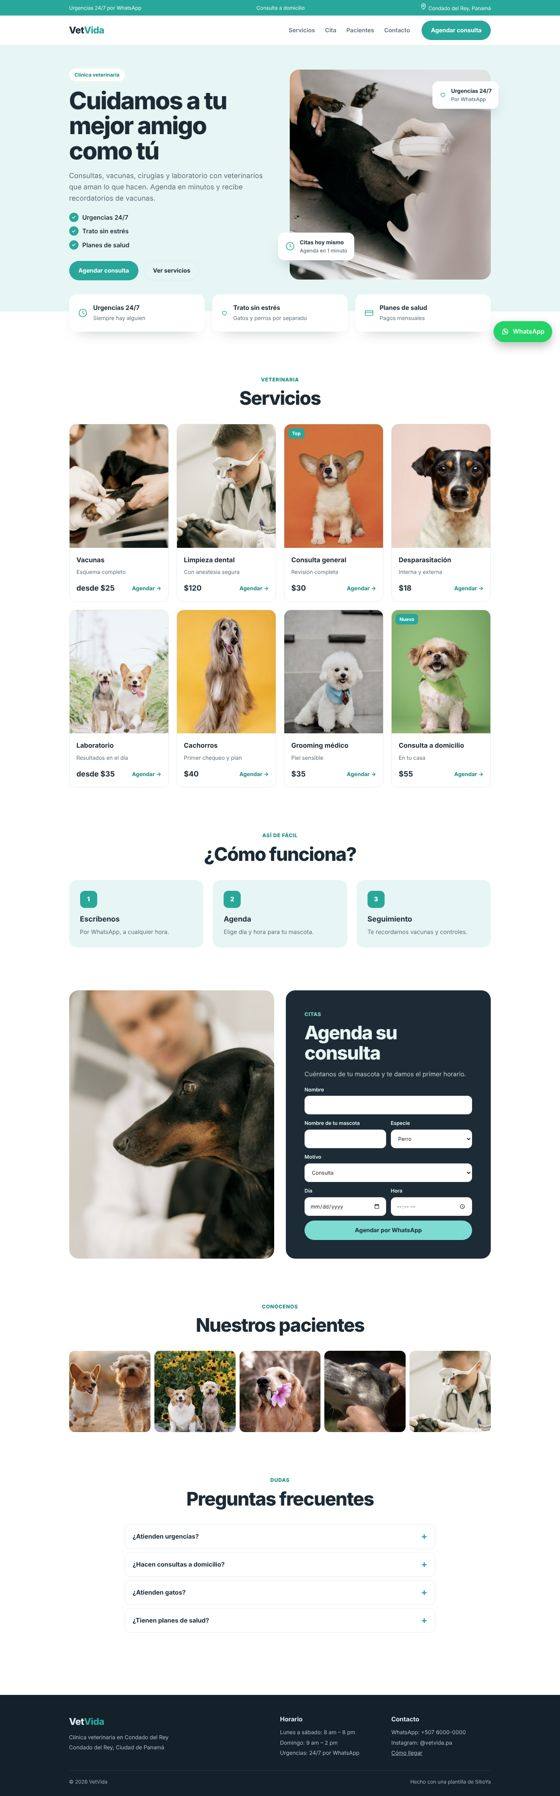 Urgencias 24/7 por WhatsApp
Consulta a domicilio
Condado del Rey, Panamá
VetVida
Servicios
Cita
Pacientes
Contacto
Agendar consulta
Clínica veterinaria
Cuidamos a tu
mejor amigo
como tú
Consultas, vacunas, cirugías y laboratorio con veterinarios
que aman lo que hacen. Agenda en minutos y recibe
recordatorios de vacunas.
Urgencias 24/7
Trato sin estrés
Planes de salud
Agendar consulta
Ver servicios
Urgencias 24/7
Por WhatsApp
Citas hoy mismo
Agenda en 1 minuto
Urgencias 24/7
Siempre hay alguien
Trato sin estrés
Gatos y perros por separado
Planes de salud
Pagos mensuales
WhatsApp
VETERINARIA
Servicios
Vacunas
Esquema completo
desde $25
Agendar →
Limpieza dental
Con anestesia segura
$120
Agendar →
Top
Consulta general
Revisión completa
$30
Agendar →
Desparasitación
Interna y externa
$18
Agendar →
Laboratorio
Resultados en el día
desde $35
Agendar →
Cachorros
Primer chequeo y plan
$40
Agendar →
Grooming médico
Piel sensible
$35
Agendar →
Nuevo
Consulta a domicilio
En tu casa
$55
Agendar →
ASÍ DE FÁCIL
¿Cómo funciona?
1
Escríbenos
Por WhatsApp, a cualquier hora.
2
Agenda
Elige día y hora para tu mascota.
3
Seguimiento
Te recordamos vacunas y controles.
CITAS
Agenda su
consulta
Cuéntanos de tu mascota y te damos el primer horario.
Nombre
Nombre de tu mascota
Especie
Perro
Motivo
Consulta
Día
Hora
mm/dd/yyyy
--:-- --
Agendar por WhatsApp
CONÓCENOS
Nuestros pacientes
DUDAS
Preguntas frecuentes
¿Atienden urgencias? +
¿Hacen consultas a domicilio? +
¿Atienden gatos? +
¿Tienen planes de salud? +
VetVida
Clínica veterinaria en Condado del Rey
Condado del Rey, Ciudad de Panamá
Horario
Lunes a sábado: 8 am – 8 pm
Domingo: 9 am – 2 pm
Urgencias: 24/7 por WhatsApp
Contacto
WhatsApp: +507 6000-0000
Instagram: @vetvida.pa
Cómo llegar
© 2026 VetVida
Hecho con una plantilla de SitioYa